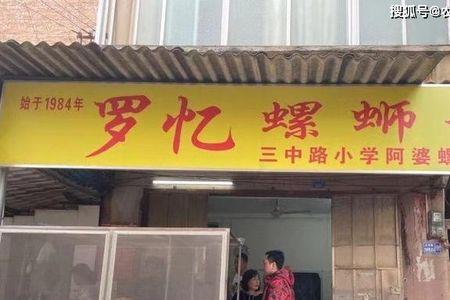 搜狐号@
始于1984年
罗忆螺蛳
三中路小学阿婆螺